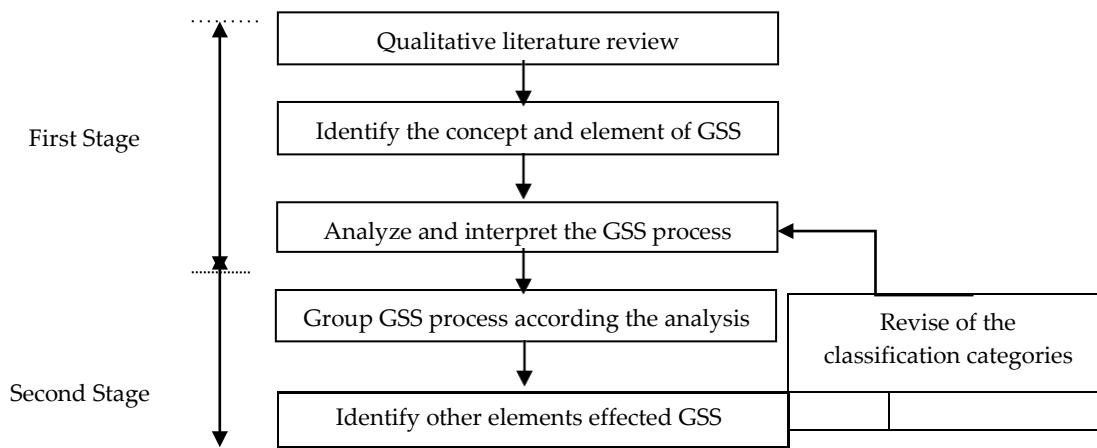 Qualitative literature review
First Stage
Identify the concept and element of GSS
Analyze and interpret the GSS process
Group GSS process according the analysis
Revise of the
classification categories
Second Stage
Identify other elements effected GSS